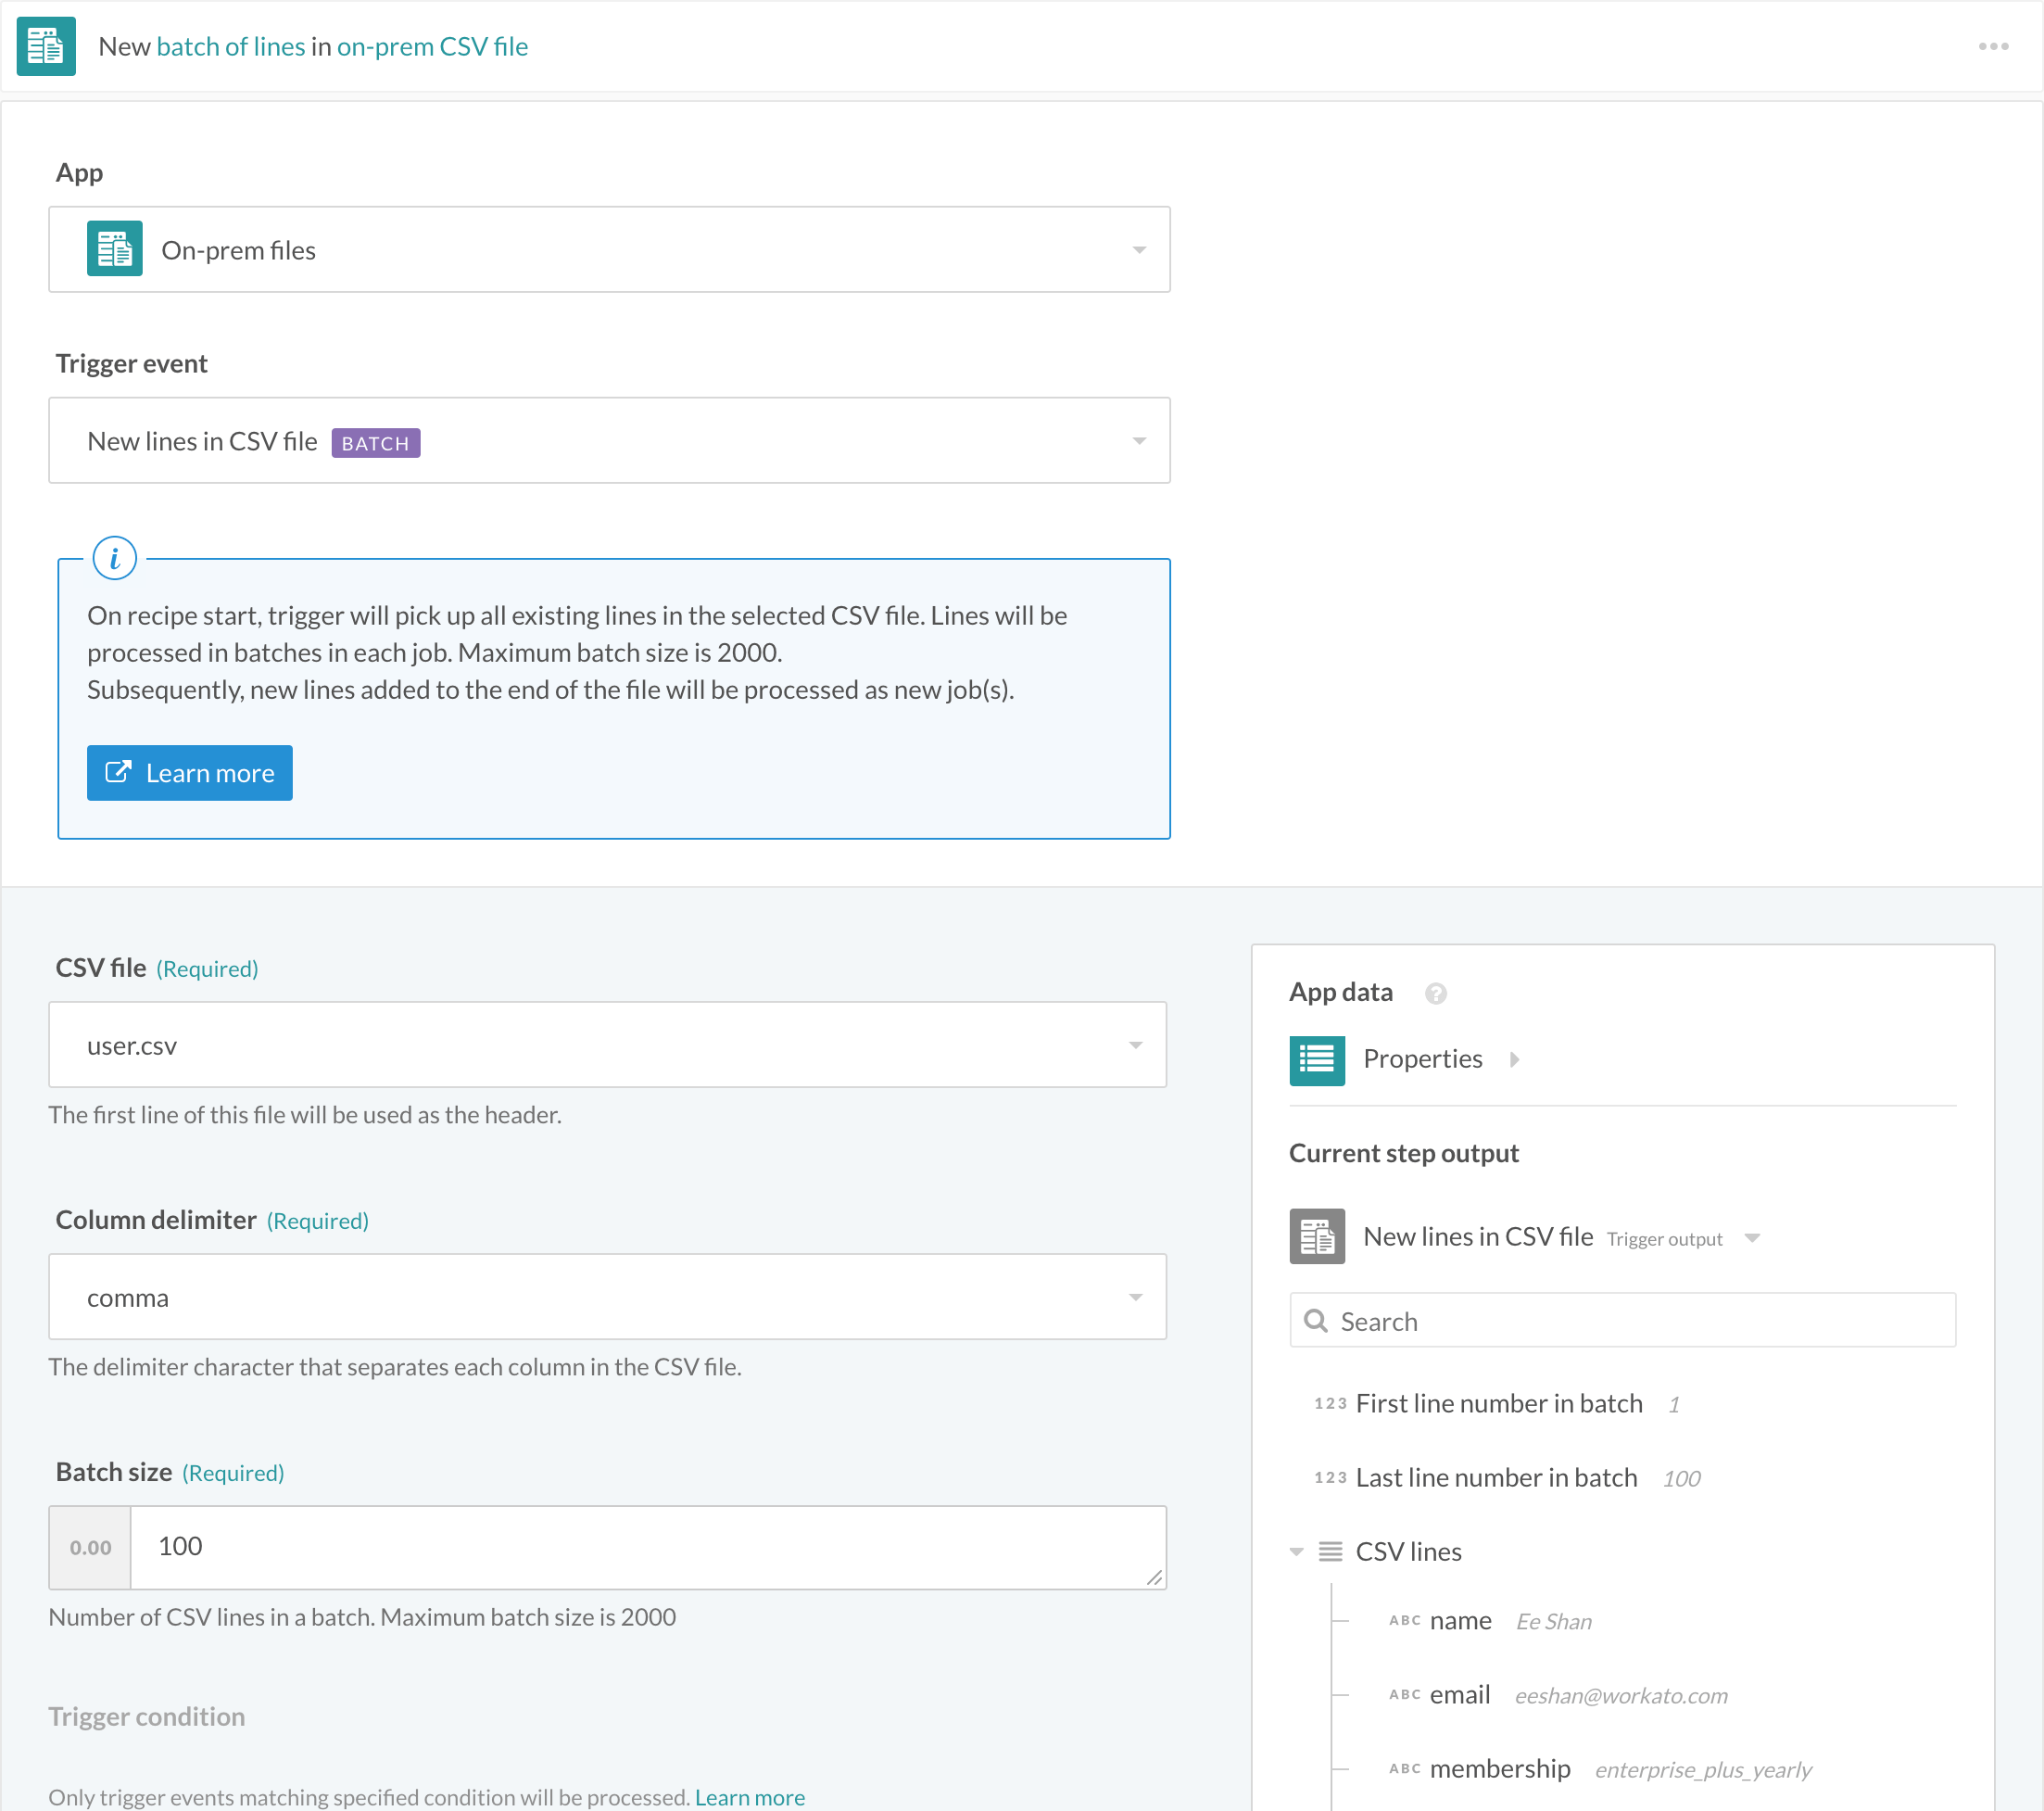 New batch of lines in on-prem CSV file
App
On-prem files
Trigger event
New lines in CSV file BATCH
i
On recipe start, trigger will pick up all existing lines in the selected CSV file. Lines will be
processed in batches in each job. Maximum batch size is 2000.
Subsequently, new lines added to the end of the file will be processed as new job(s).
Learn more
CSV file (Required)
user.csv
The first line of this file will be used as the header.
Column delimiter (Required)
comma
The delimiter character that separates each column in the CSV file.
Batch size (Required)
0.00 100
Number of CSV lines in a batch. Maximum batch size is 2000
Trigger condition
Only trigger events matching specified condition will be processed. Learn more
App data ?
Properties
Current step output
New lines in CSV file Trigger output
Search
123 First line number in batch 1
123 Last line number in batch 100
CSV lines
ABC name Ee Shan
ABC email eeshan@workato.com
ABC membership enterprise_plus_yearly